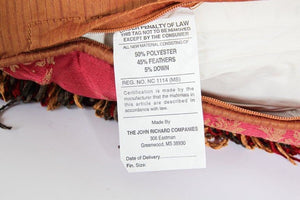 UNDER PENALTY OF LAW
THIS TAG NOT TO BE REMOVED
EXCEPT BY THE CONSUMER
ALL NEW MATERIAL CONSISTING OF
50% POLYESTER
45% FEATHERS
5% DOWN
REG. NO. NC 1114 (MS)
Certification is made by the
manufacturer that the materials in
this article are described in
accordance with law.
Made By
THE JOHN RICHARD COMPANIES
306 Eastman
Greenwood, MS 38930
Date of Delivery
Fin. Size: